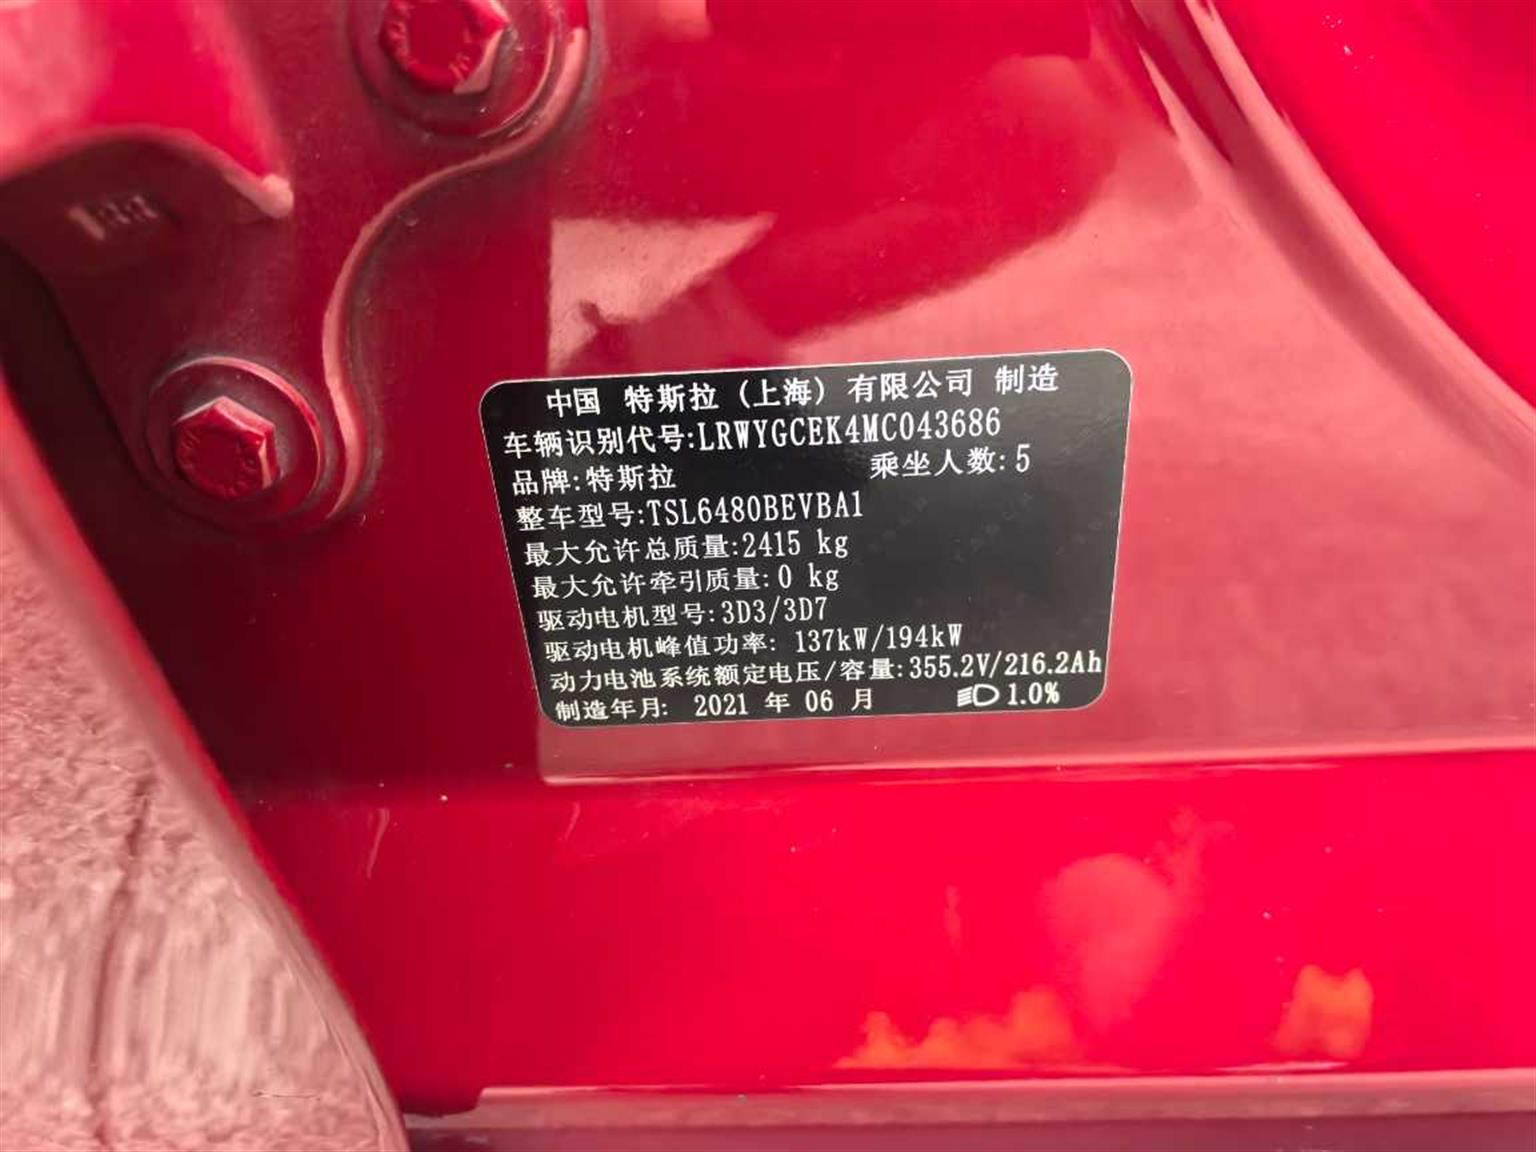 中国 特斯拉 (上海) 有限公司 制造
车辆识别代号:LRWYGCEK4MC043686
品牌:特斯拉 乘坐人数:5
整车型号:TSL6480BEVBA1
最大允许总质量:2415 kg
最大允许牵引质量:0 kg
驱动电机型号:3D3/3D7
驱动电机峰值功率: 137kW/194kW
动力电池系统额定电压/容量:355.2V/216.2Ah
制造年月: 2021 年 06 月 1.0%